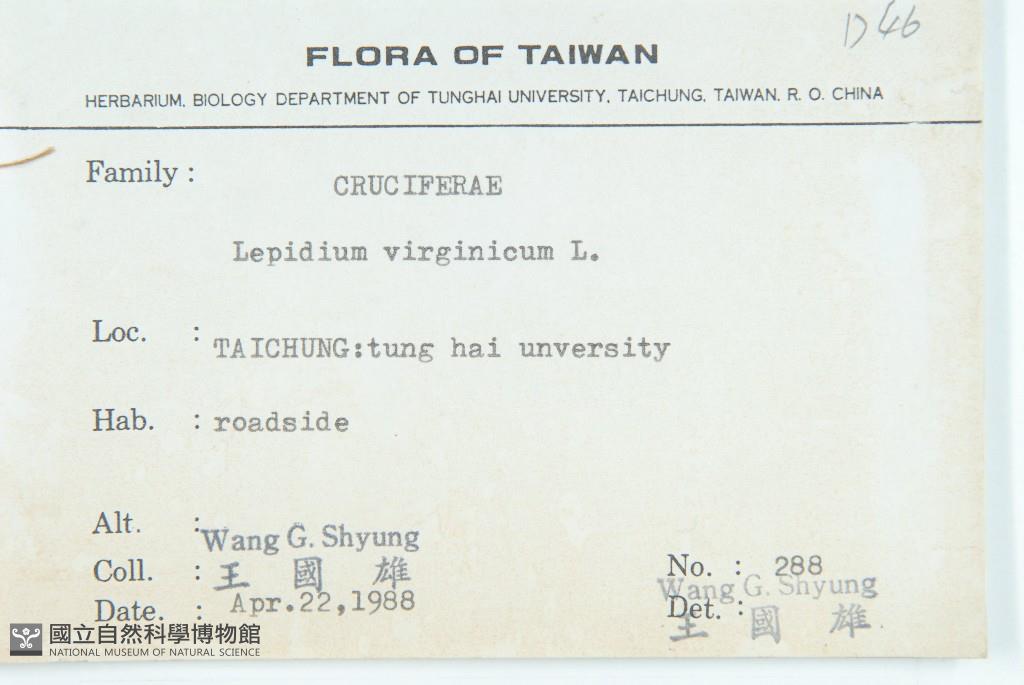 D46
FLORA OF TAIWAN
HERBARIUM, BIOLOGY DEPARTMENT OF TUNGHAI UNIVERSITY, TAICHUNG, TAIWAN, R. O. CHINA
Family : CRUCIFERAE
Lepidium virginicum L.
Loc. : TAICHUNG:tung hai unversity
Hab. : roadside
Alt. :
Wang G. Shyung
Coll. : 王國雄
No. : 288
Date. : Apr.22,1988
Wang G. Shyung
Det. : 王國雄
國立自然科學博物館
NATIONAL MUSEUM OF NATURAL SCIENCE